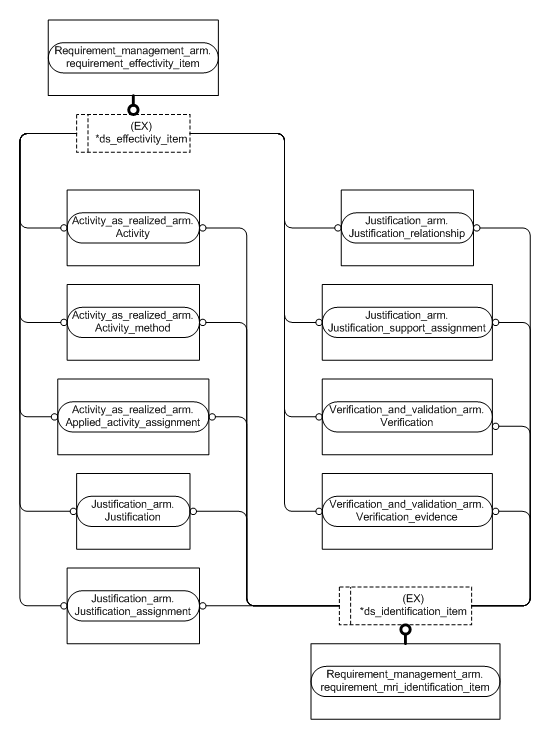 Requirement_management_arm.
requirement_effectivity_item
(EX)
*ds_effectivity_item
Activity_as_realized_arm.
Activity
Justification_arm.
Justification_relationship
Activity_as_realized_arm.
Activity_method
Justification_arm.
Justification_support_assignment
Activity_as_realized_arm.
Applied_activity_assignment
Verification_and_validation_arm.
Verification
Justification_arm.
Justification
Verification_and_validation_arm.
Verification_evidence
Justification_arm.
Justification_assignment
(EX)
*ds_identification_item
Requirement_management_arm.
requirement_mri_identification_item